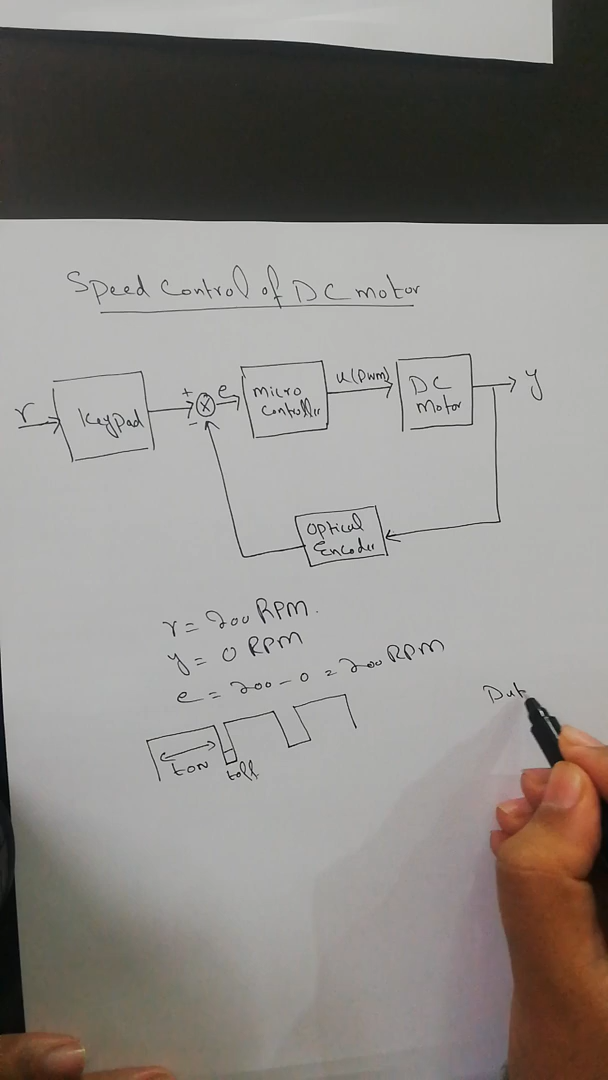 Speed Control of DC motor
r
Keypad
+
-
e
micro
Controller
u(Pwm)
DC
Motor
y
Optical
Encoder
r = 200 RPM.
y = 0 RPM
e = 200 - 0 = 200 RPM
tON
toff
Dut